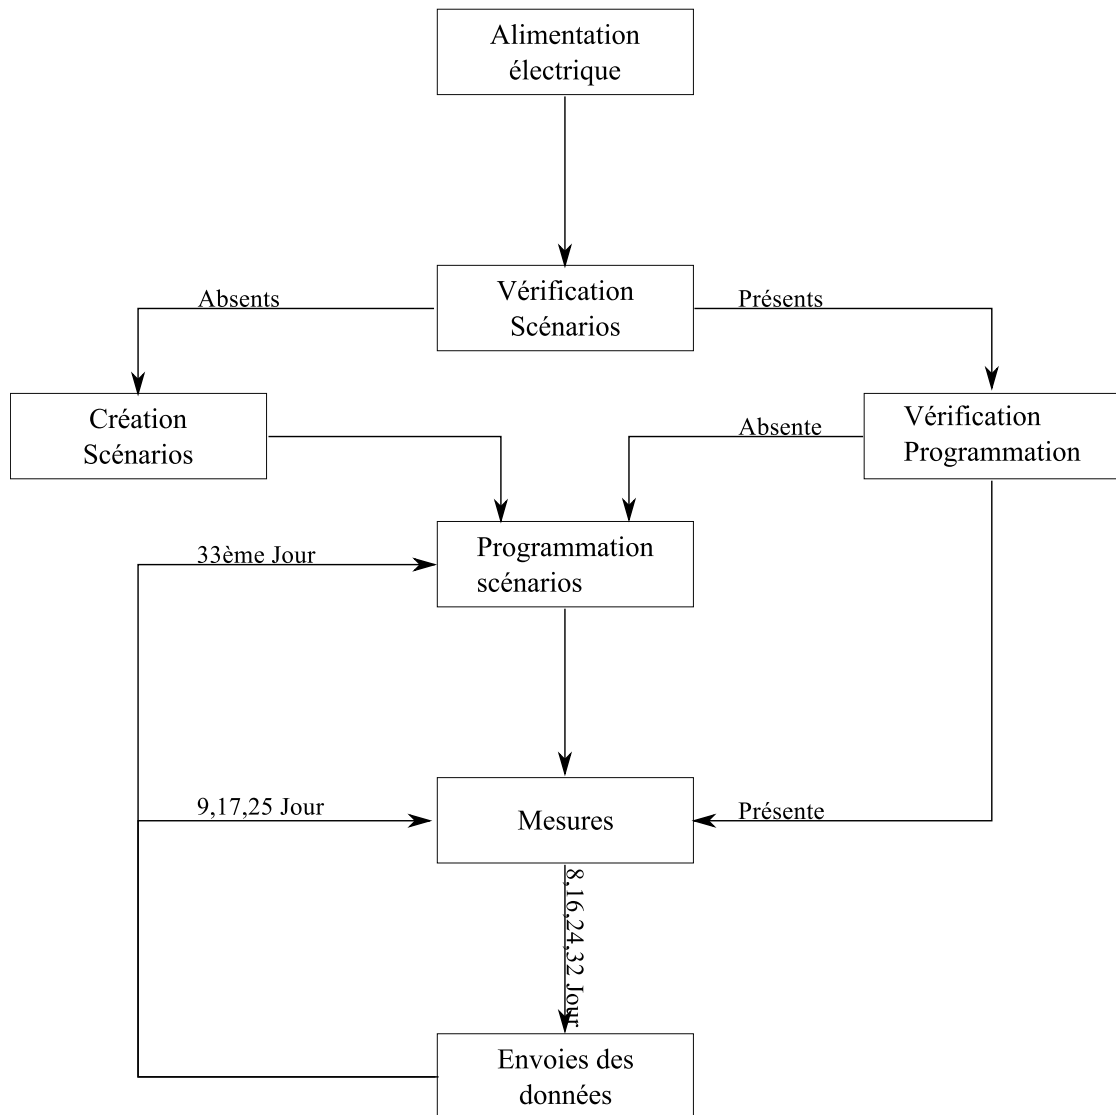 Alimentation
électrique
Vérification
Scénarios
Absents
Présents
Création
Scénarios
Vérification
Programmation
Absente
Programmation
scénarios
33ème Jour
9,17,25 Jour
Mesures
Présente
8,16,24,32 Jour
Envoies des
données